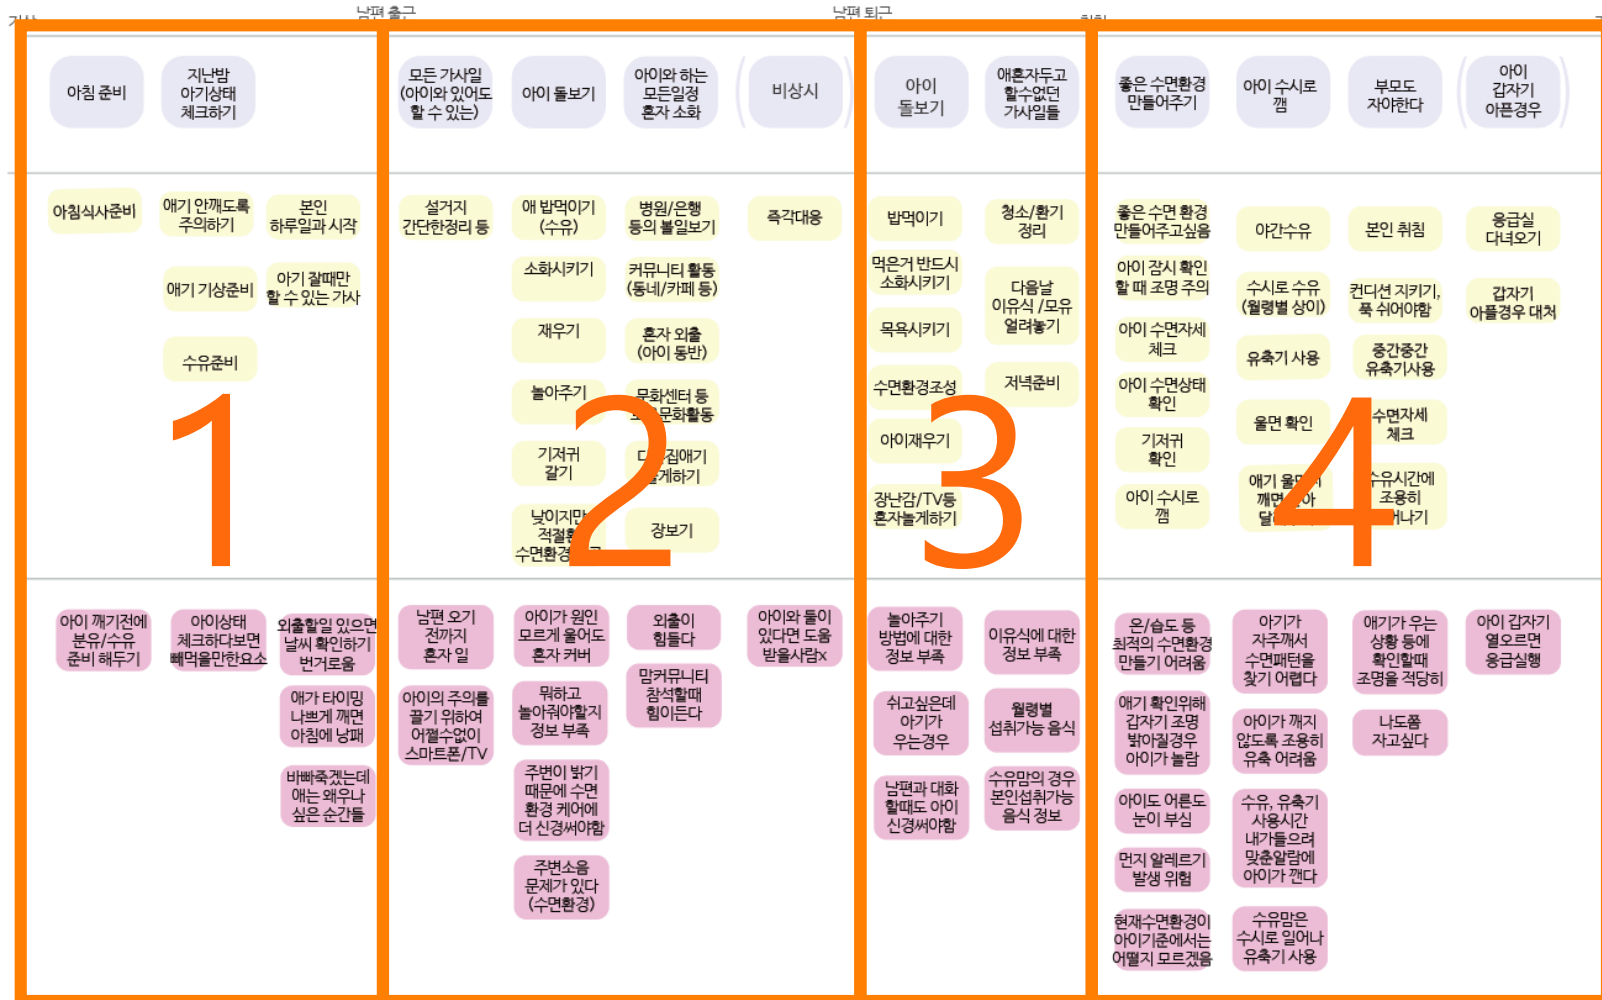 남편 출근
남편 퇴근
아침 준비
지난밤
아기상태
체크하기
모든 가사일
(아이와 있어도
할 수 있는)
아이 돌보기
아이와 하는
모든일정
혼자 소화
비상시
아이
돌보기
애혼자두고
할수없던
가사일들
좋은 수면환경
만들어주기
아이 수시로
깸
부모도
자야한다
아이
갑자기
아픈경우
아침식사준비
애기 안깨도록
주의하기
본인
하루일과 시작
애기 기상준비
아기 잘때만
할 수 있는 가사
수유준비
설거지
간단한정리 등
애 밥먹이기
(수유)
병원/은행
등의 볼일보기
즉각대응
소화시키기
커뮤니티 활동
(동네/카페 등)
재우기
혼자 외출
(아이 동반)
놀아주기
문화센터 등
문화활동
기저귀
갈기
집애기
게하기
낮이지만
적절한
수면환경
장보기
밥먹이기
청소/환기
정리
먹은거 반드시
소화시키기
다음날
이유식 /모유
얼려놓기
목욕시키기
수면환경조성
저녁준비
아이재우기
장난감/TV등
혼자놀게하기
좋은 수면 환경
만들어주고싶음
야간수유
본인 취침
응급실
다녀오기
아이 잠시 확인
할 때 조명 주의
수시로 수유
(월령별 상이)
컨디션 지키기,
푹 쉬어야함
갑자기
아플경우 대처
아이 수면자세
체크
유축기 사용
중간중간
유축기사용
아이 수면상태
확인
울면 확인
수면자세
체크
기저귀
확인
애기 울면서
깨면
수유시간에
조용히
아이 수시로
깸
1
2
3
4
아이 깨기전에
분유/수유
준비 해두기
아이상태
체크하다보면
빼먹을만한요소
외출할일 있으면
날씨 확인하기
번거로움
애가 타이밍
나쁘게 깨면
아침에 낭패
바빠죽겠는데
애는 왜우나
싶은 순간들
남편 오기
전까지
혼자 일
아이가 원인
모르게 울어도
혼자 커버
외출이
힘들다
아이와 둘이
있다면 도움
받을사람x
아이의 주의를
끌기 위하여
어쩔수없이
스마트폰/TV
뭐하고
놀아줘야할지
정보 부족
맘커뮤니티
참석할때
힘이든다
주변이 밝기
때문에 수면
환경 케어에
더 신경써야함
주변소음
문제가 있다
(수면환경)
놀아주기
방법에 대한
정보 부족
이유식에 대한
정보 부족
쉬고싶은데
아기가
우는경우
월령별
섭취가능 음식
남편과 대화
할때도 아이
신경써야함
수유맘의 경우
본인섭취가능
음식 정보
온/습도 등
최적의 수면환경
만들기 어려움
아기가
자주깨서
수면패턴을
찾기 어렵다
애기가 우는
상황 등에
확인할때
조명을 적당히
아이 갑자기
열오르면
응급실행
애기 확인위해
갑자기 조명
밝아질경우
아이가 놀람
아이가 깨지
않도록 조용히
유축 어려움
나도쫌
자고싶다
아이도 어른도
눈이 부심
수유, 유축기
사용시간
내가들으려
맞춘알람에
아이가 깬다
먼지 알레르기
발생 위험
현재수면환경이
아이기준에서는
어떨지 모르겠음
수유맘은
수시로 일어나
유축기 사용